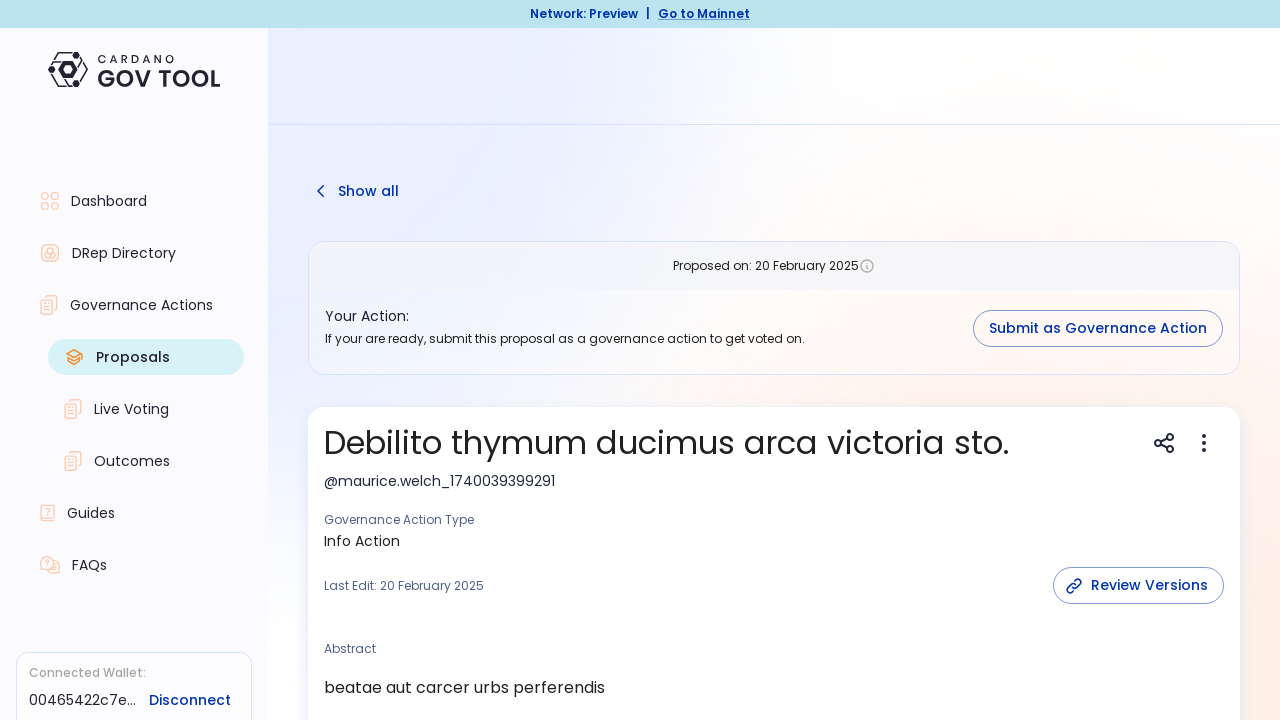 Network: Preview | Go to Mainnet
CARDANO
GOV TOOL
Dashboard
DRep Directory
Governance Actions
Proposals
Live Voting
Outcomes
Guides
FAQs
Connected Wallet:
00465422c7e... Disconnect
Show all
Proposed on: 20 February 2025
Your Action:
If your are ready, submit this proposal as a governance action to get voted on.
Submit as Governance Action
Debilito thymum ducimus arca victoria sto.
@maurice.welch_1740039399291
Governance Action Type
Info Action
Last Edit: 20 February 2025
Review Versions
Abstract
beatae aut carcer urbs perferendis